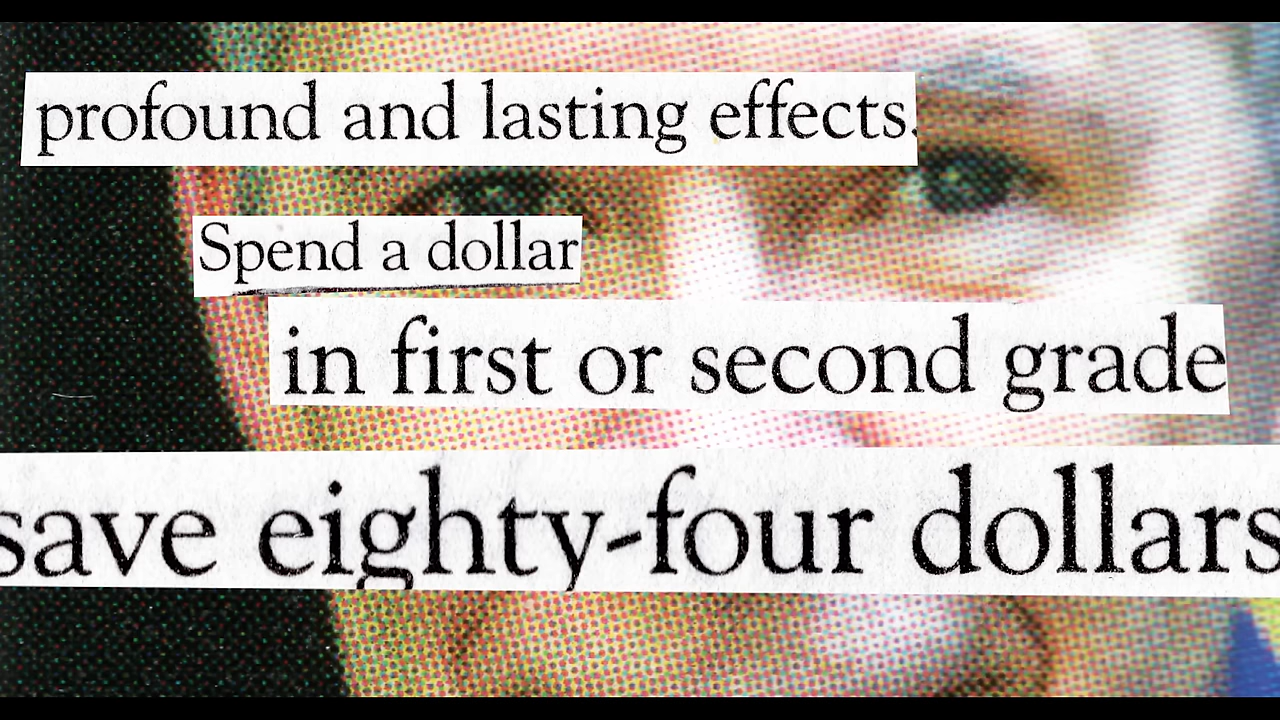 profound and lasting effects.
Spend a dollar
in first or second grade
save eighty-four dollars